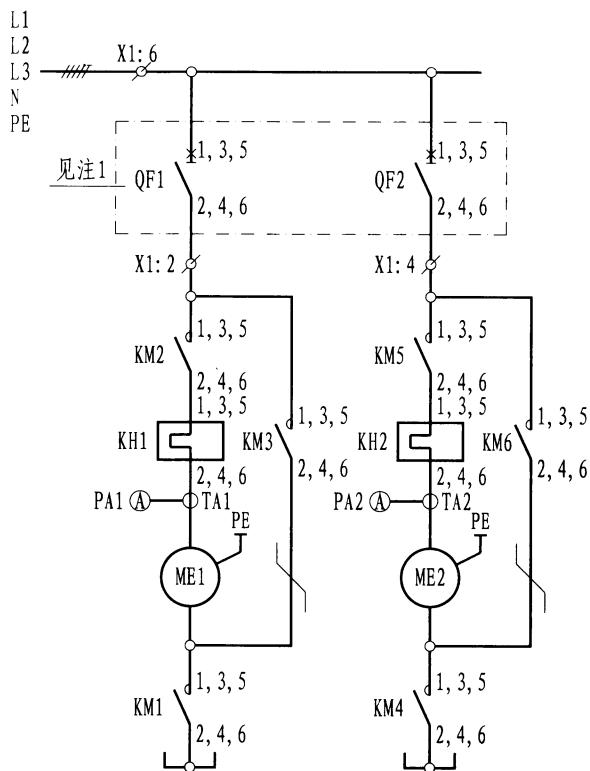 L1
L2
L3
N
PE
X1:6
见注1
QF1
1,3,5
2,4,6
QF2
1,3,5
2,4,6
X1:2
X1:4
KM2
1,3,5
2,4,6
KM5
1,3,5
2,4,6
KH1
1,3,5
2,4,6
KM3
1,3,5
2,4,6
KH2
1,3,5
2,4,6
KM6
1,3,5
2,4,6
PA1
A
TA1
PE
PA2
A
TA2
PE
ME1
ME2
KM1
1,3,5
2,4,6
KM4
1,3,5
2,4,6